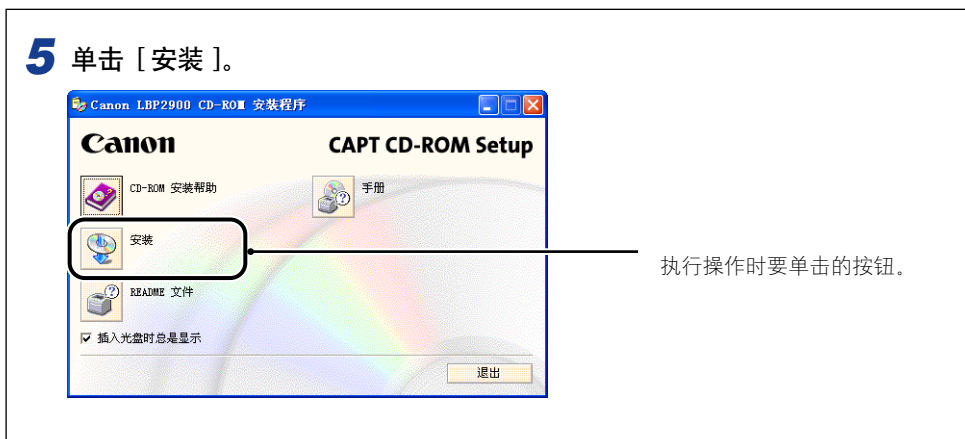 5 单击 [ 安装 ]。
Canon LBP2900 CD-ROM 安装程序
Canon CAPT CD-ROM Setup
CD-ROM 安装帮助
手册
安装
执行操作时要单击的按钮。
README 文件
插入光盘时总是显示
退出